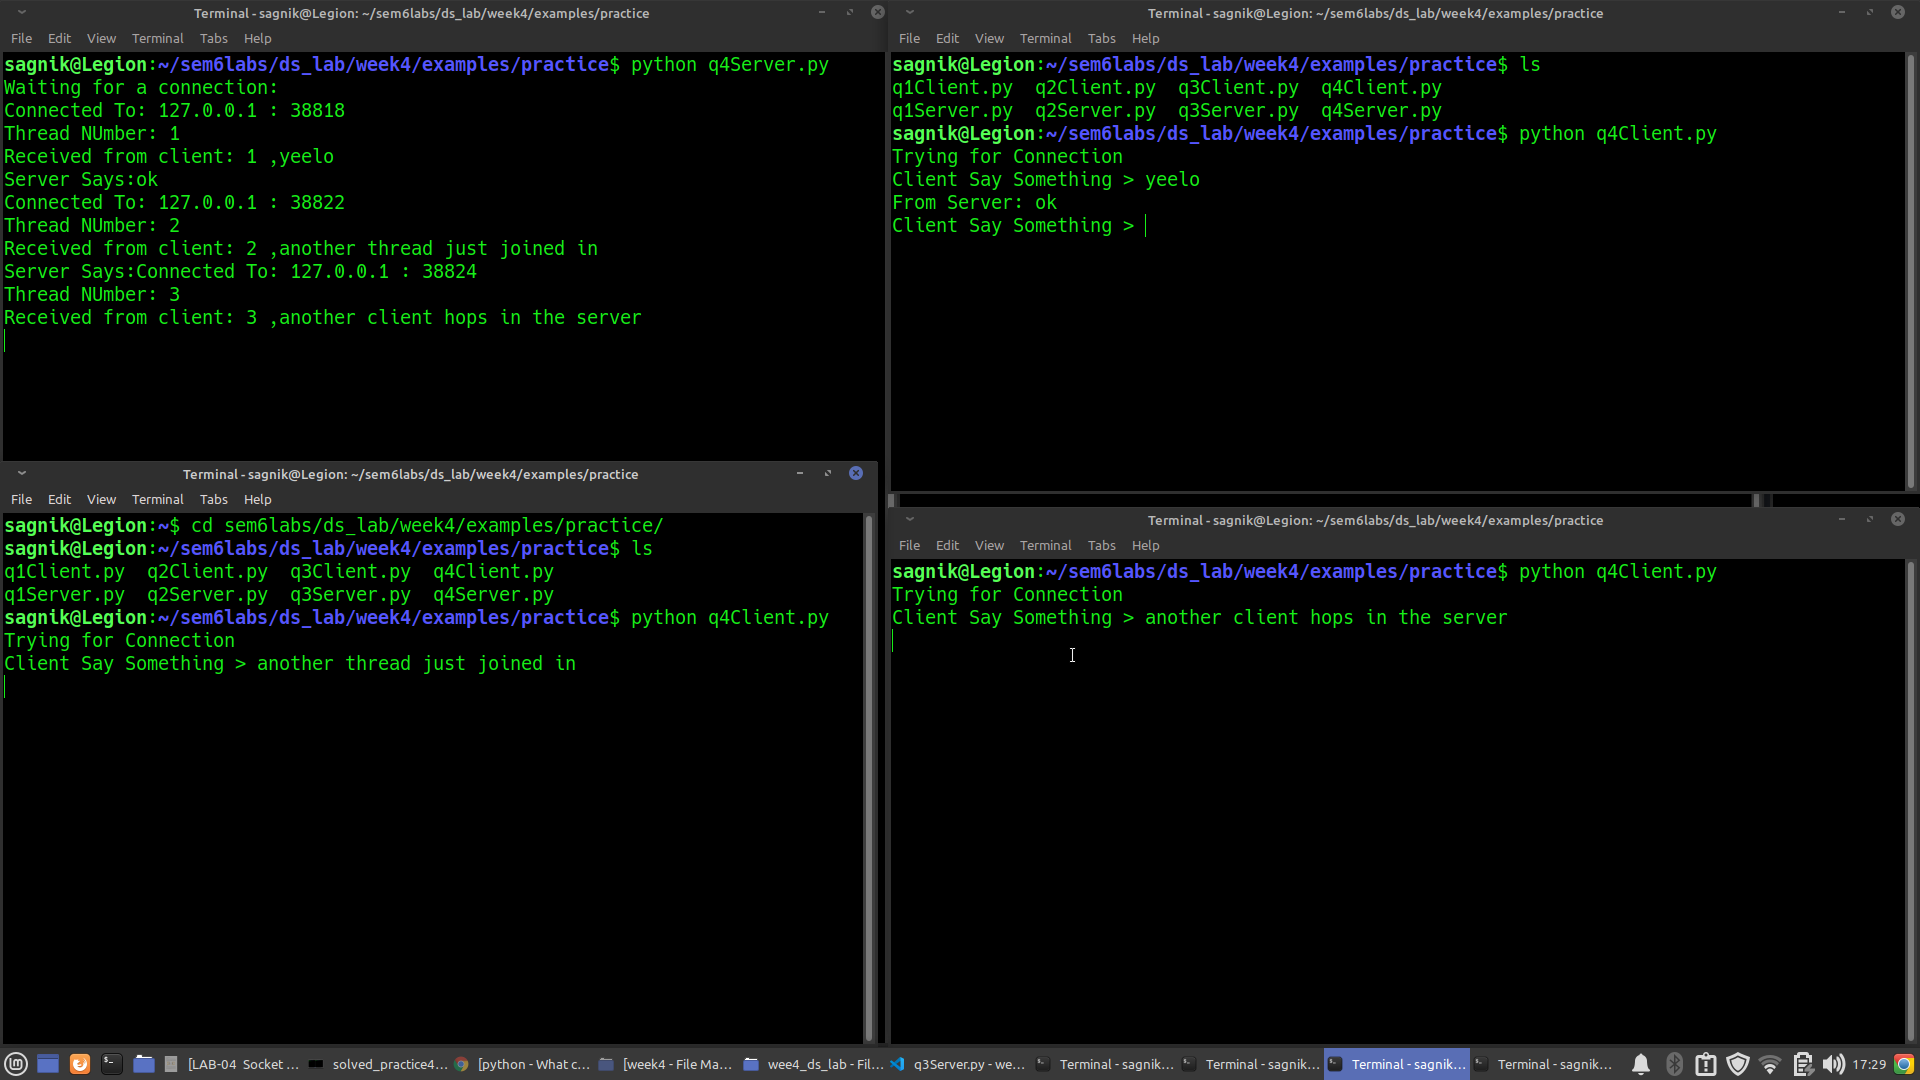 Terminal - sagnik@Legion: ~/sem6labs/ds_lab/week4/examples/practice
File Edit View Terminal Tabs Help
sagnik@Legion:~/sem6labs/ds_lab/week4/examples/practice$ python q4Server.py
Waiting for a connection:
Connected To: 127.0.0.1 : 38818
Thread NUmber: 1
Received from client: 1 ,yeelo
Server Says:ok
Connected To: 127.0.0.1 : 38822
Thread NUmber: 2
Received from client: 2 ,another thread just joined in
Server Says:Connected To: 127.0.0.1 : 38824
Thread NUmber: 3
Received from client: 3 ,another client hops in the server
Terminal - sagnik@Legion: ~/sem6labs/ds_lab/week4/examples/practice
File Edit View Terminal Tabs Help
sagnik@Legion:~/sem6labs/ds_lab/week4/examples/practice$ ls
q1Client.py q2Client.py q3Client.py q4Client.py
q1Server.py q2Server.py q3Server.py q4Server.py
sagnik@Legion:~/sem6labs/ds_lab/week4/examples/practice$ python q4Client.py
Trying for Connection
Client Say Something > yeelo
From Server: ok
Client Say Something >
Terminal - sagnik@Legion: ~/sem6labs/ds_lab/week4/examples/practice
File Edit View Terminal Tabs Help
sagnik@Legion:~$ cd sem6labs/ds_lab/week4/examples/practice/
sagnik@Legion:~/sem6labs/ds_lab/week4/examples/practice$ ls
q1Client.py q2Client.py q3Client.py q4Client.py
q1Server.py q2Server.py q3Server.py q4Server.py
sagnik@Legion:~/sem6labs/ds_lab/week4/examples/practice$ python q4Client.py
Trying for Connection
Client Say Something > another thread just joined in
Terminal - sagnik@Legion: ~/sem6labs/ds_lab/week4/examples/practice
File Edit View Terminal Tabs Help
sagnik@Legion:~/sem6labs/ds_lab/week4/examples/practice$ python q4Client.py
Trying for Connection
Client Say Something > another client hops in the server
[LAB-04 Socket ... solved_practice4... [python - What c... [week4 - File Ma... wee4_ds_lab - Fil... q3Server.py - we... Terminal - sagnik... Terminal - sagnik... Terminal - sagnik... Terminal - sagnik... 17:29